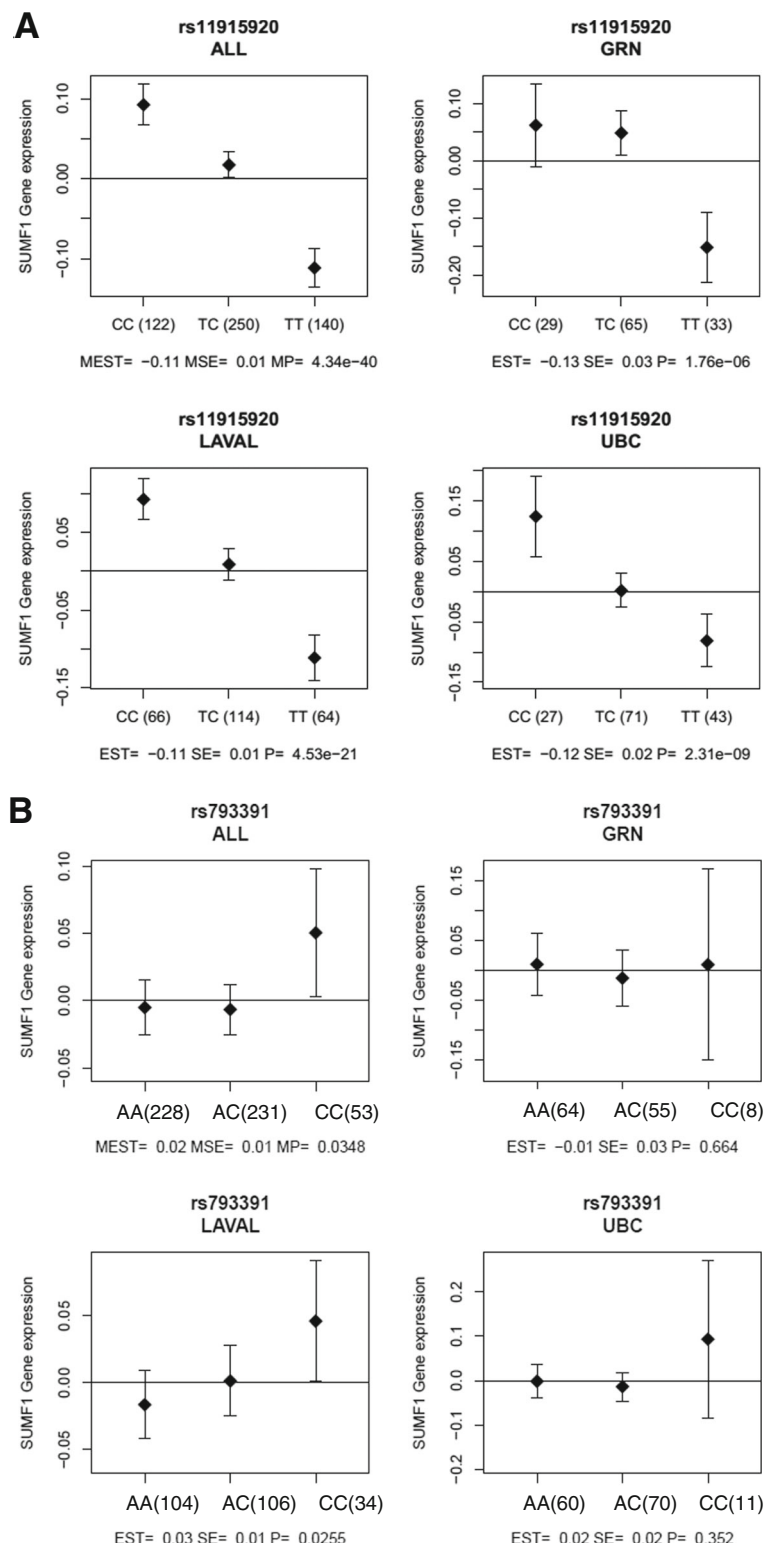 A
rs11915920
ALL
SUMF1 Gene expression
0.10
0.00
−0.10
CC (122) TC (250) TT (140)
MEST= −0.11 MSE= 0.01 MP= 4.34e−40
rs11915920
GRN
SUMF1 Gene expression
0.10
0.00
−0.10
−0.20
CC (29) TC (65) TT (33)
EST= −0.13 SE= 0.03 P= 1.76e−06
rs11915920
LAVAL
SUMF1 Gene expression
0.05
−0.05
−0.15
CC (66) TC (114) TT (64)
EST= −0.11 SE= 0.01 P= 4.53e−21
rs11915920
UBC
SUMF1 Gene expression
0.15
0.05
−0.05
−0.15
CC (27) TC (71) TT (43)
EST= −0.12 SE= 0.02 P= 2.31e−09
B
rs793391
ALL
SUMF1 Gene expression
0.10
0.05
0.00
−0.05
AA(228) AC(231) CC(53)
MEST= 0.02 MSE= 0.01 MP= 0.0348
rs793391
GRN
SUMF1 Gene expression
0.15
0.05
−0.05
−0.15
AA(64) AC(55) CC(8)
EST= −0.01 SE= 0.03 P= 0.664
rs793391
LAVAL
SUMF1 Gene expression
0.05
0.00
−0.05
AA(104) AC(106) CC(34)
EST= 0.03 SE= 0.01 P= 0.0255
rs793391
UBC
SUMF1 Gene expression
0.2
0.1
0.0
−0.1
−0.2
AA(60) AC(70) CC(11)
EST= 0.02 SE= 0.02 P= 0.352